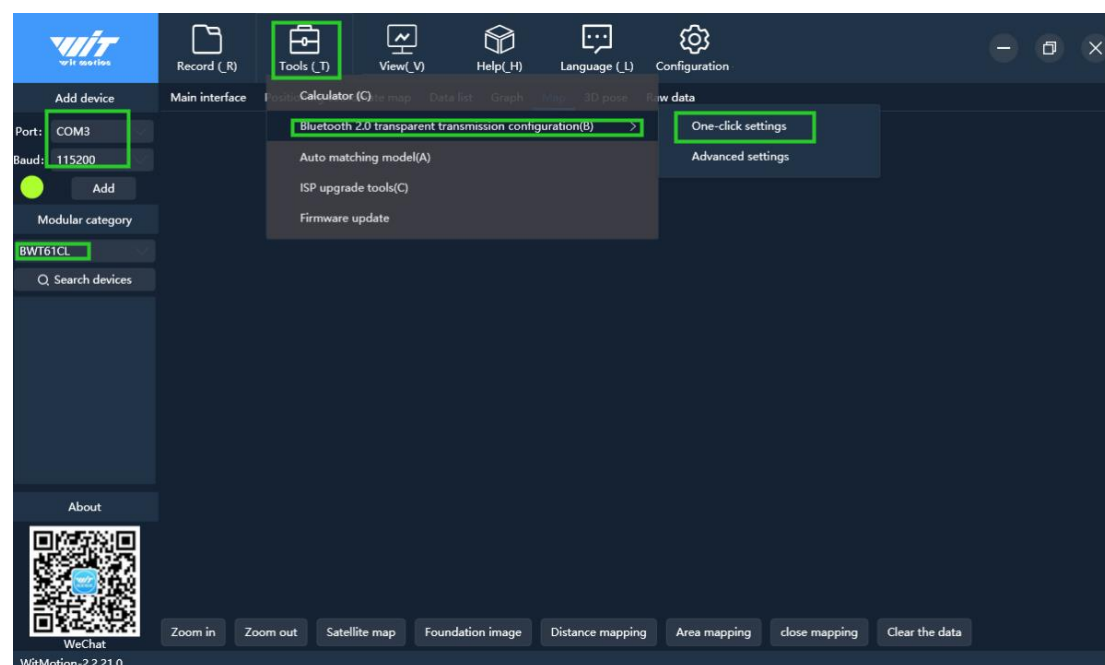 WiT
wit motion
Record (_R)
Tools (_T)
View(_V)
Help(_H)
Language (_L)
Configuration
Add device
Main interface
Data list
Graph
Map
3D pose
Raw data
Port: COM3
Baud: 115200
Add
Modular category
BWT61CL
Search devices
Calculator (C)
Bluetooth 2.0 transparent transmission configuration(B) >
Auto matching model(A)
ISP upgrade tools(C)
Firmware update
One-click settings
Advanced settings
About
WeChat
Zoom in
Zoom out
Satellite map
Foundation image
Distance mapping
Area mapping
close mapping
Clear the data
WitMotion-2.2.21.0